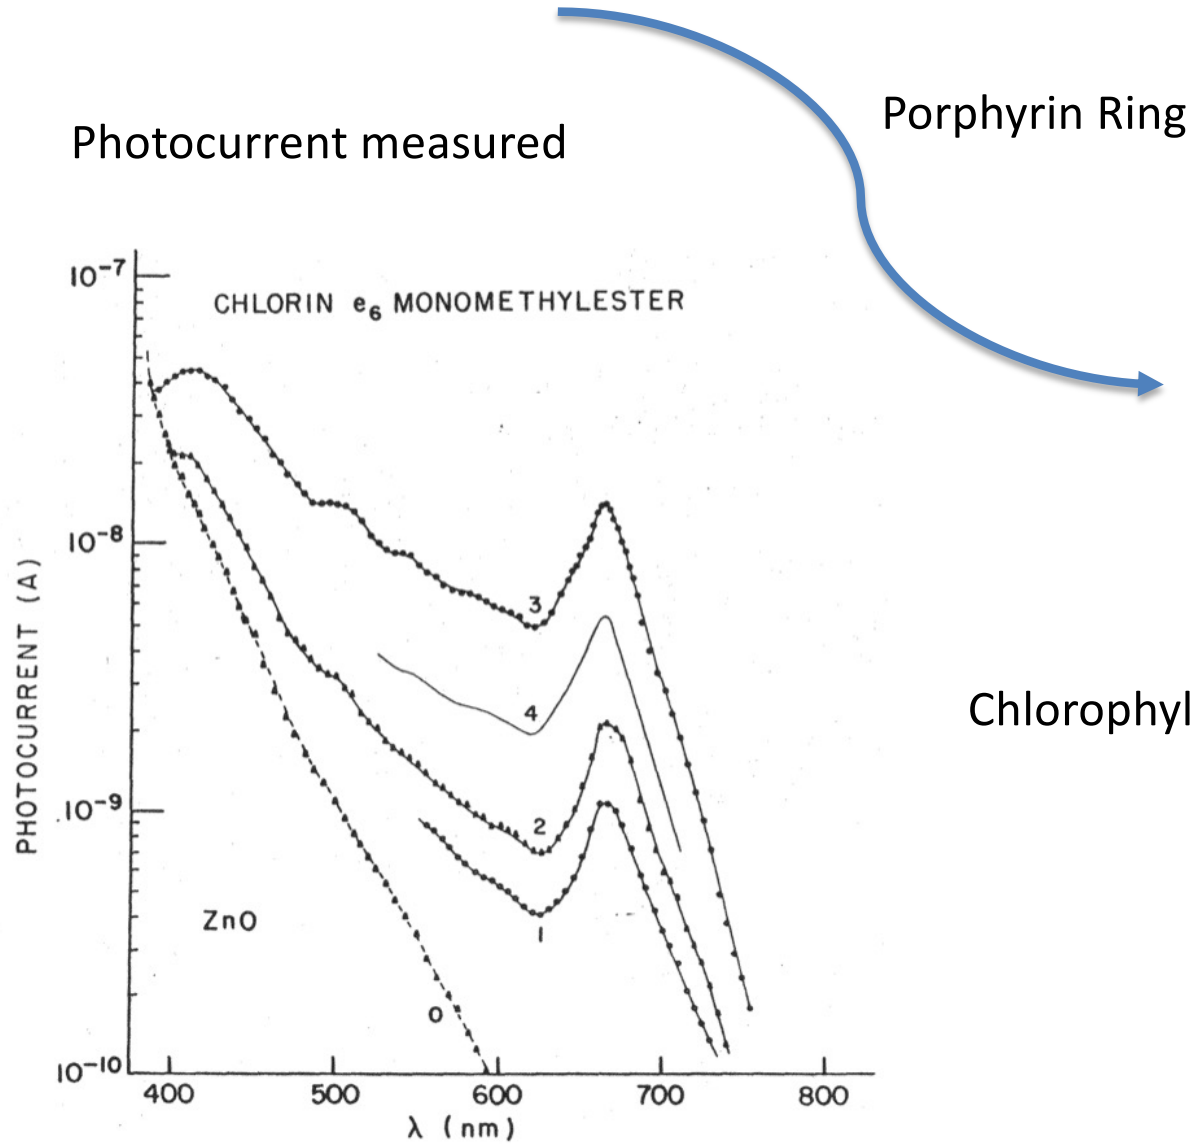 Porphyrin Ring
Photocurrent measured
CHLORIN e₆ MONOMETHYLESTER
10⁻⁷
10⁻⁸
10⁻⁹
10⁻¹⁰
PHOTOCURRENT (A)
3
4
2
1
ZnO
0
400 500 600 700 800
λ (nm)
Chlorophyl